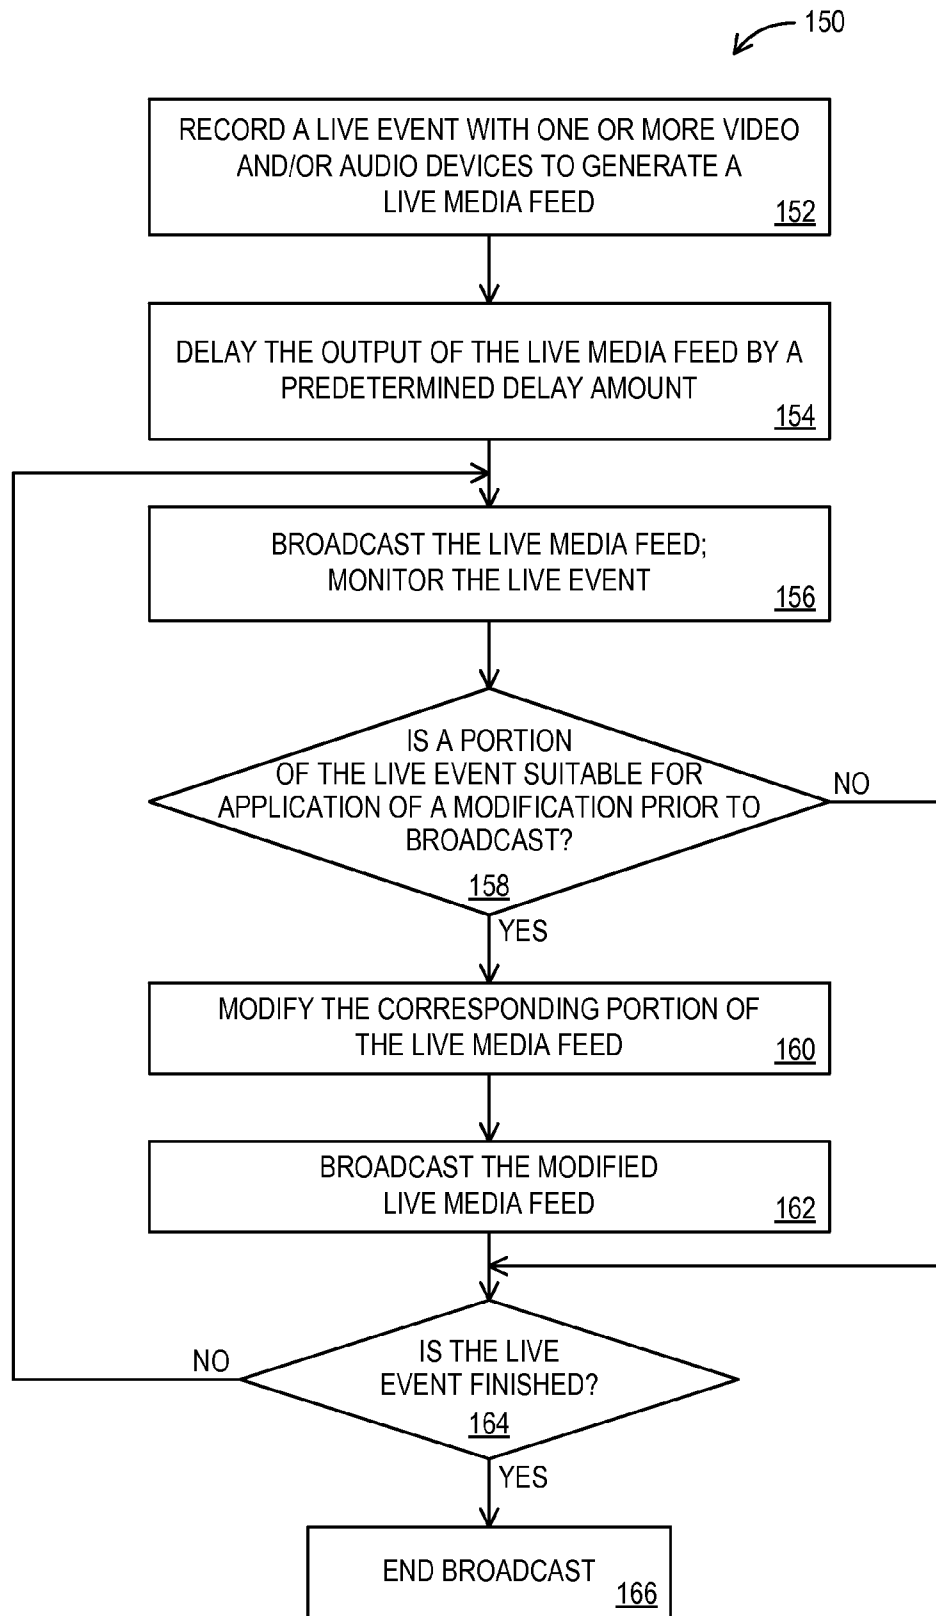 150
RECORD A LIVE EVENT WITH ONE OR MORE VIDEO
AND/OR AUDIO DEVICES TO GENERATE A
LIVE MEDIA FEED
152
DELAY THE OUTPUT OF THE LIVE MEDIA FEED BY A
PREDETERMINED DELAY AMOUNT
154
BROADCAST THE LIVE MEDIA FEED;
MONITOR THE LIVE EVENT
156
IS A PORTION
OF THE LIVE EVENT SUITABLE FOR
APPLICATION OF A MODIFICATION PRIOR TO
BROADCAST?
158
NO
YES
MODIFY THE CORRESPONDING PORTION OF
THE LIVE MEDIA FEED
160
BROADCAST THE MODIFIED
LIVE MEDIA FEED
162
IS THE LIVE
EVENT FINISHED?
164
NO
YES
END BROADCAST
166